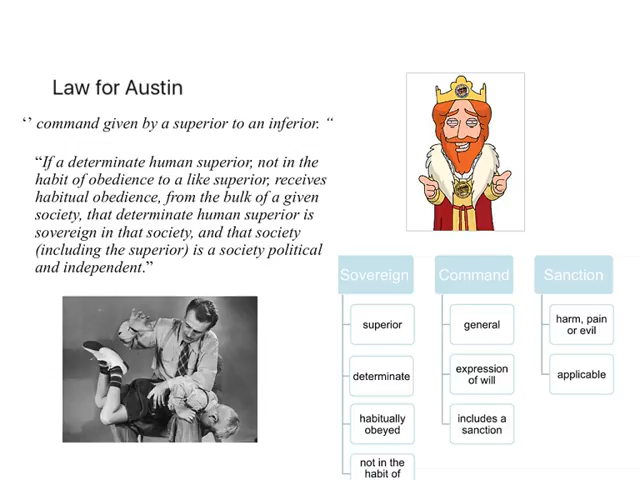 Law for Austin
‘’ command given by a superior to an inferior. “
“If a determinate human superior, not in the
habit of obedience to a like superior, receives
habitual obedience, from the bulk of a given
society, that determinate human superior is
sovereign in that society, and that society
(including the superior) is a society political
and independent.”
Sovereign
superior
determinate
habitually
obeyed
not in the
habit of
Command
general
expression
of will
includes a
sanction
Sanction
harm, pain
or evil
applicable